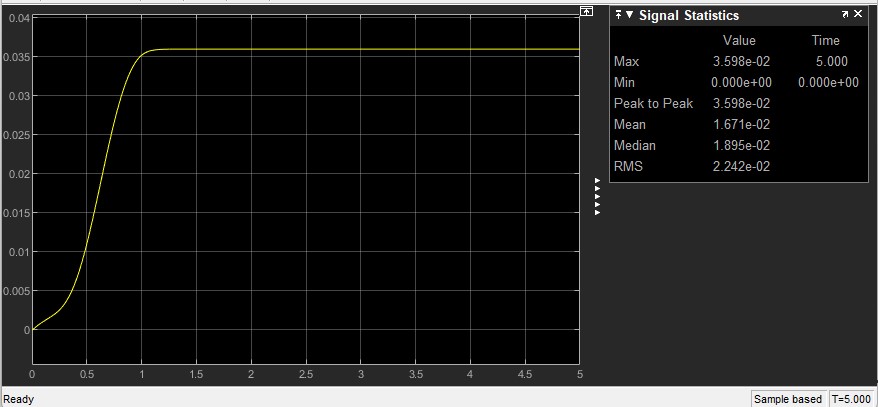 0.04
0.035
0.03
0.025
0.02
0.015
0.01
0.005
0
0 0.5 1 1.5 2 2.5 3 3.5 4 4.5 5
Signal Statistics
Value Time
Max 3.598e-02 5.000
Min 0.000e+00 0.000e+00
Peak to Peak 3.598e-02
Mean 1.671e-02
Median 1.895e-02
RMS 2.242e-02
Ready Sample based T=5.000